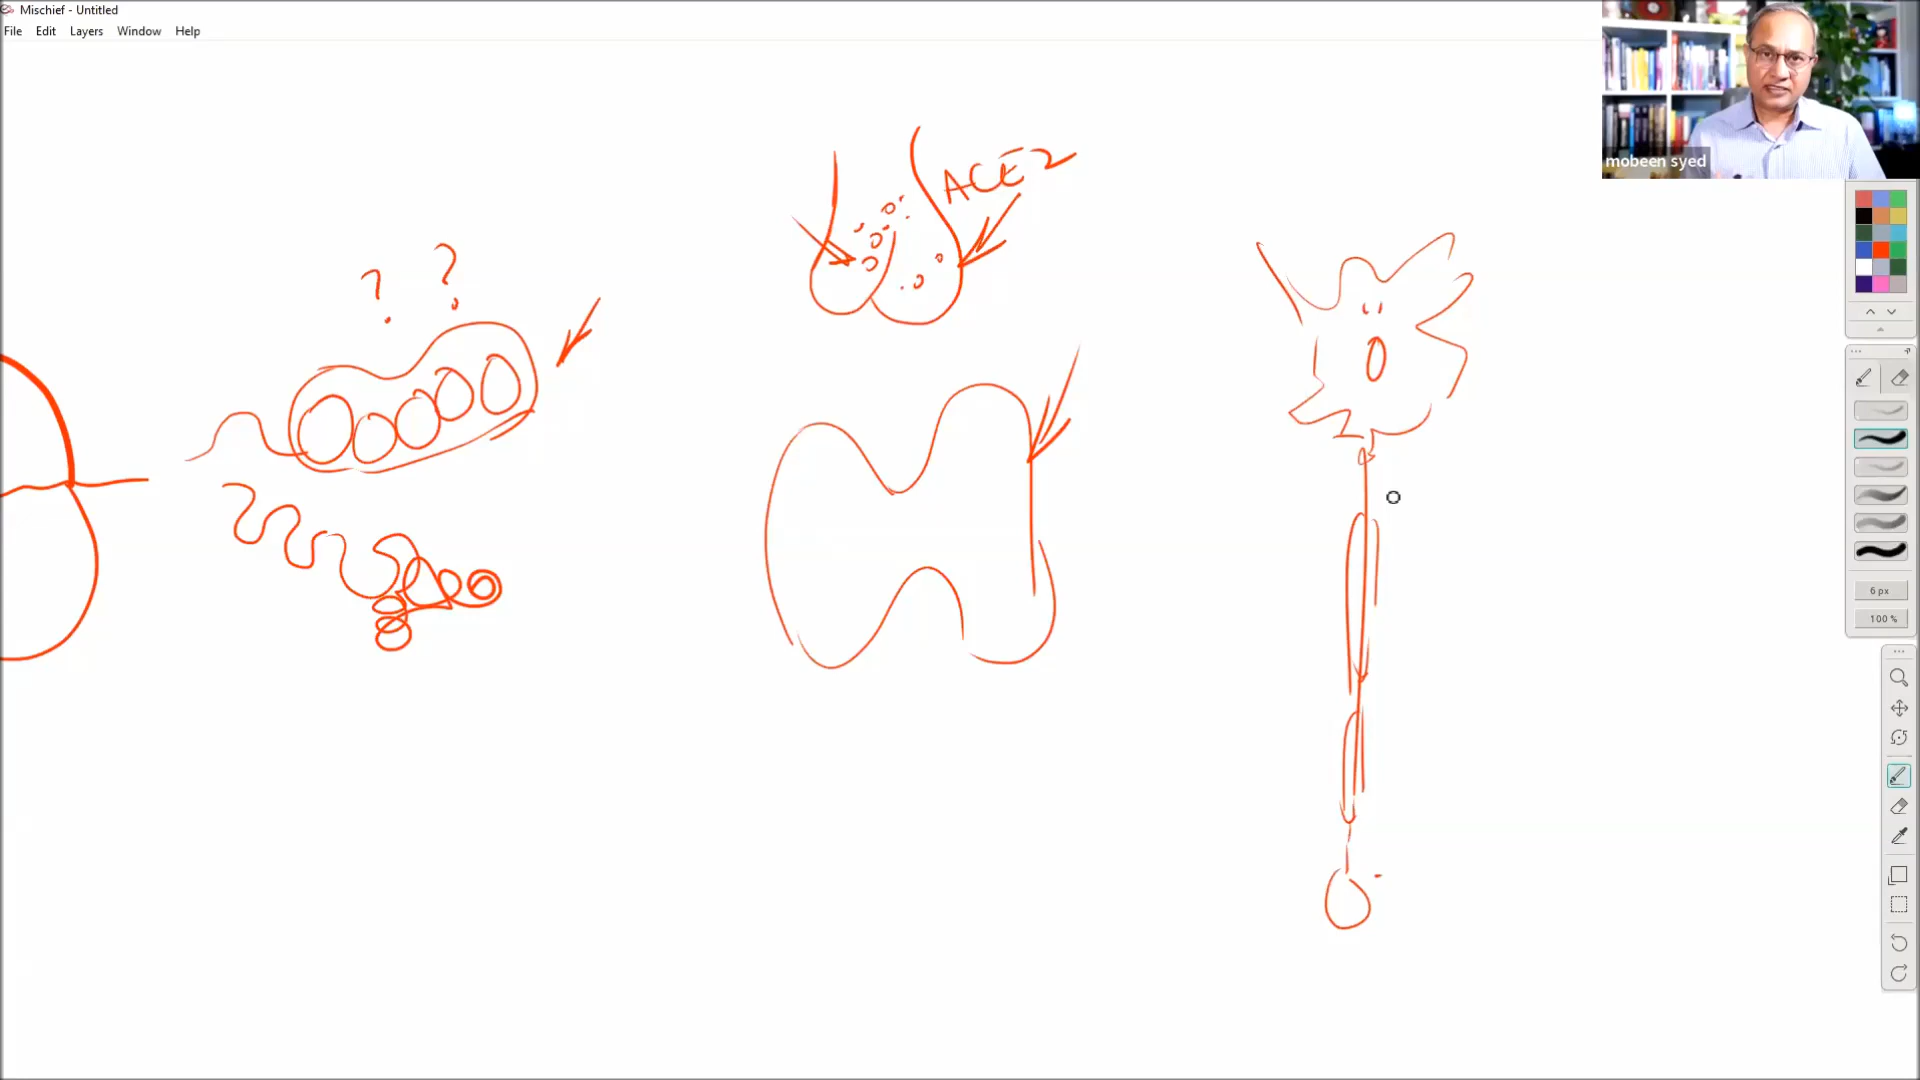 Mischief - Untitled
File Edit Layers Window Help
mobeen syed
ACE2
? ?
6 px
100 %